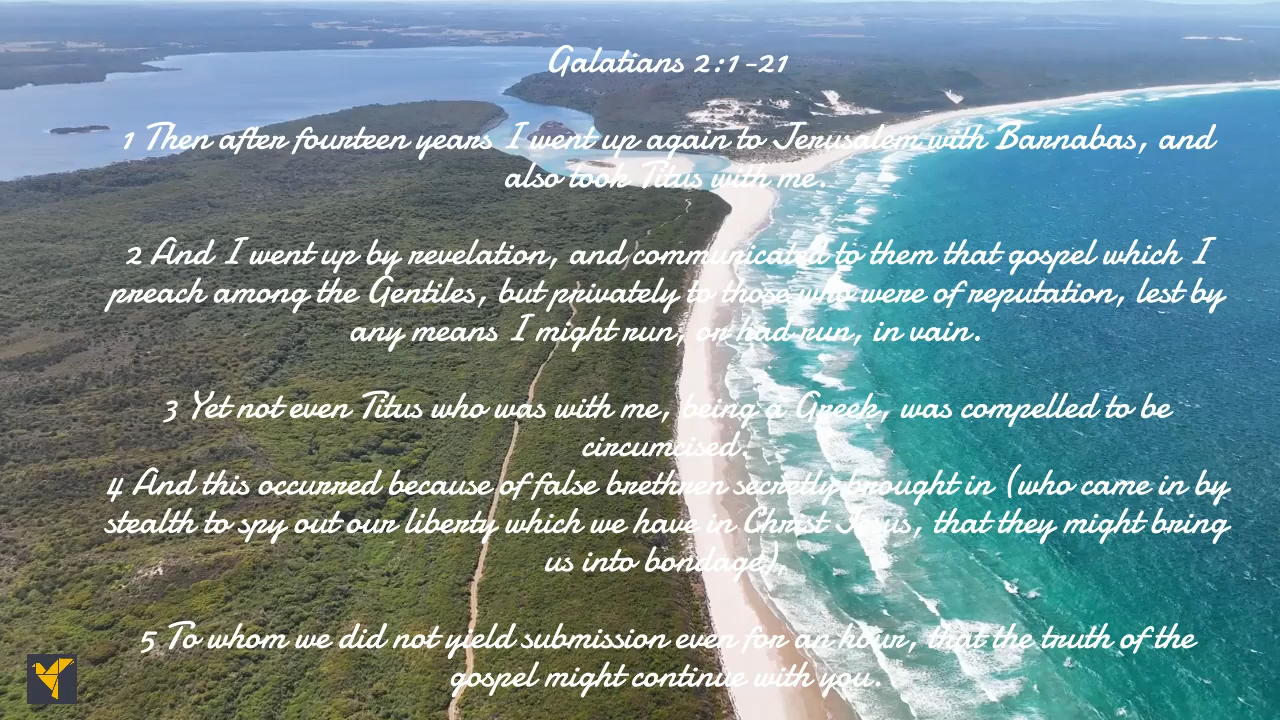 Galatians 2:1-21
1 Then after fourteen years I went up again to Jerusalem with Barnabas, and
also took Titus with me.
2 And I went up by revelation, and communicated to them that gospel which I
preach among the Gentiles, but privately to those who were of reputation, lest by
any means I might run, or had run, in vain.
3 Yet not even Titus who was with me, being a Greek, was compelled to be
circumcised.
4 And this occurred because of false brethren secretly brought in (who came in by
stealth to spy out our liberty which we have in Christ Jesus, that they might bring
us into bondage),
5 To whom we did not yield submission even for an hour, that the truth of the
gospel might continue with you.